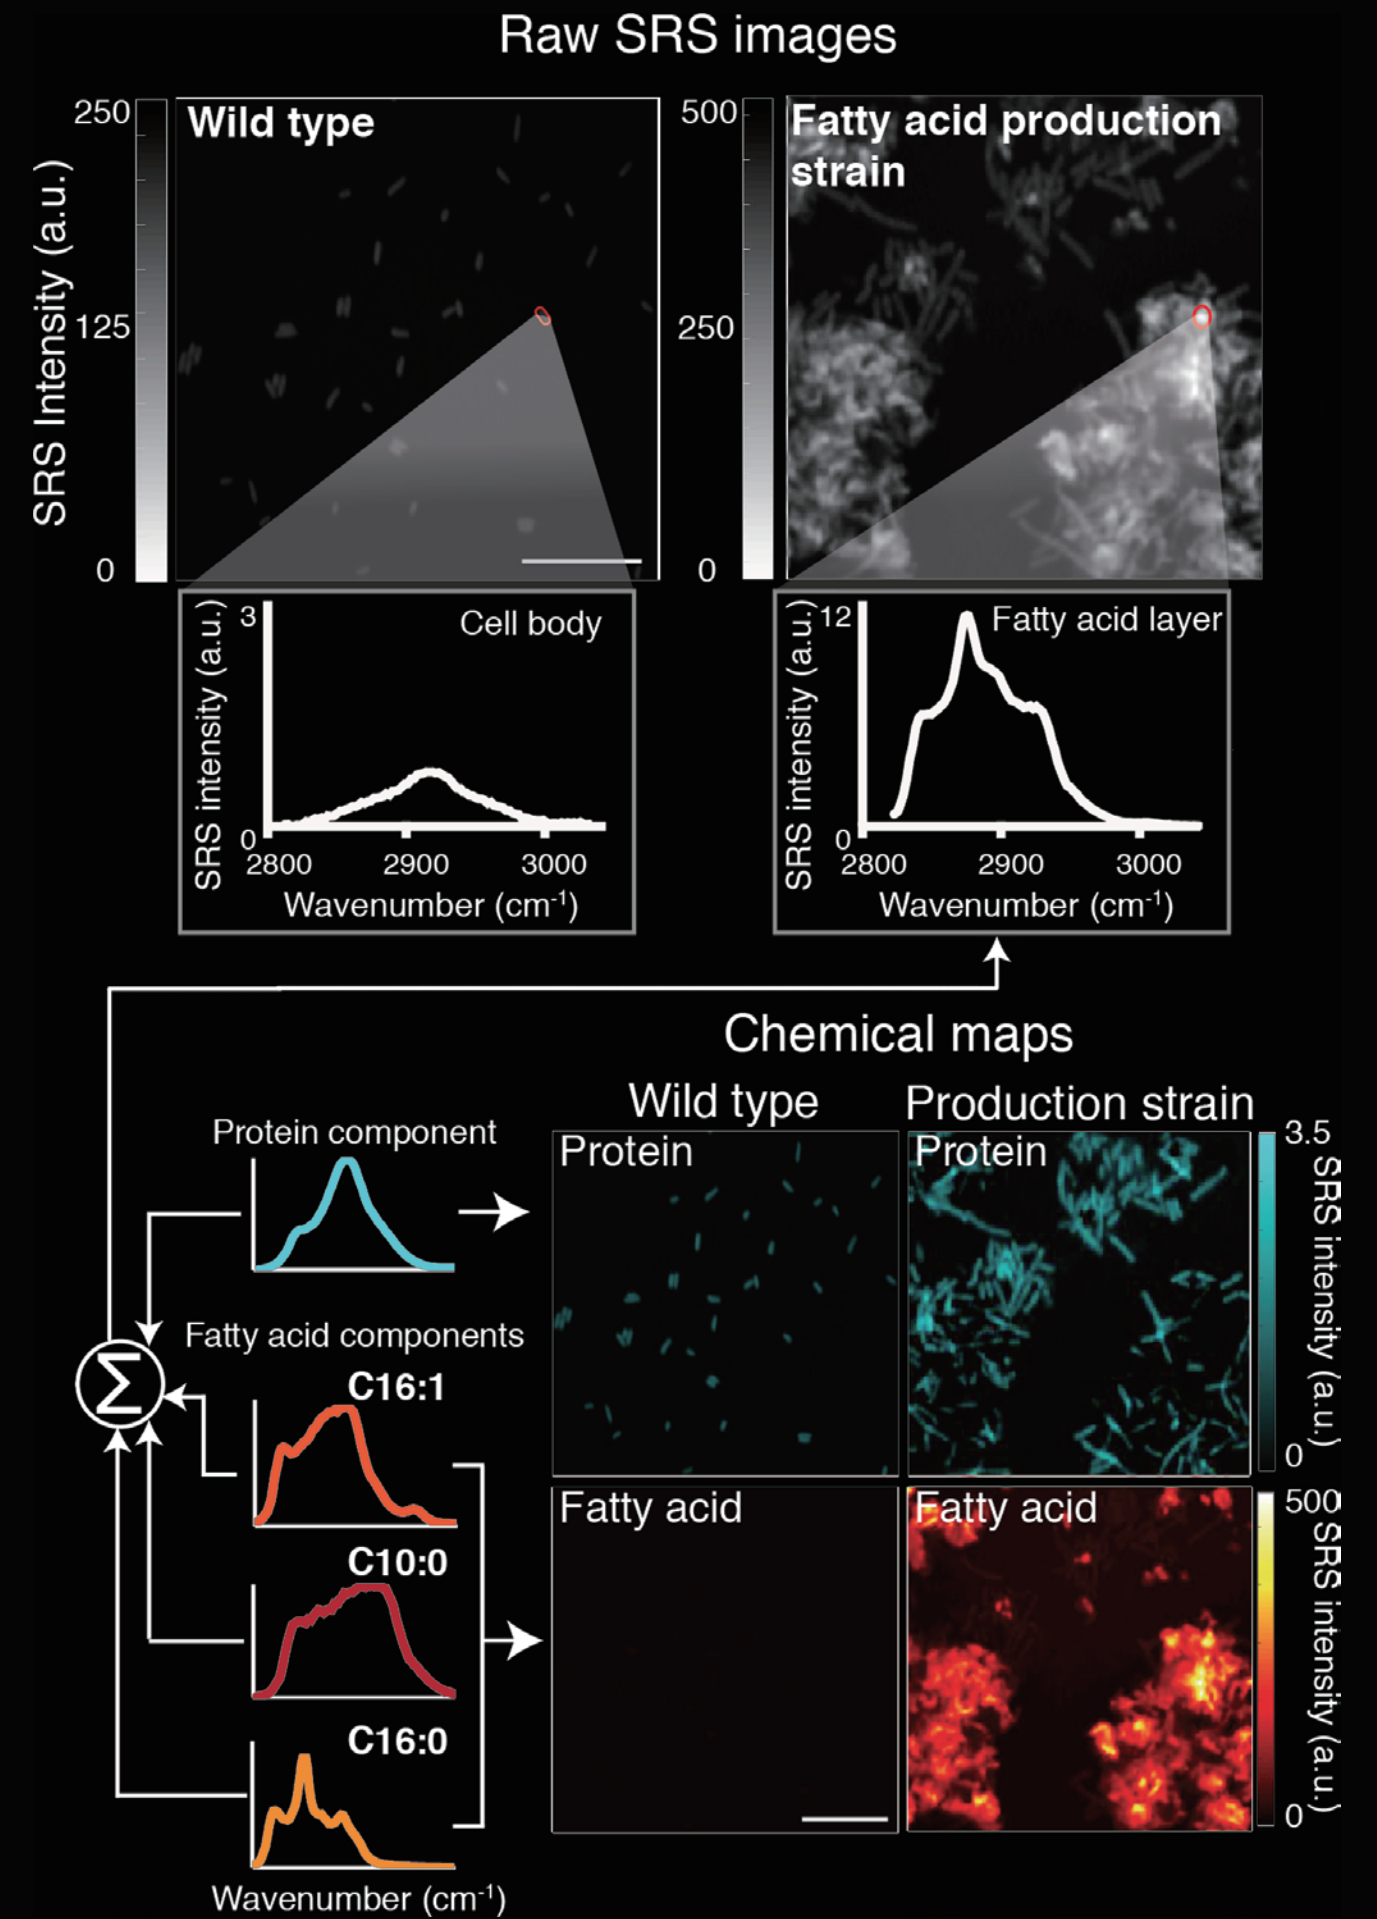 Raw SRS images
SRS Intensity (a.u.)
250
125
0
Wild type
500
250
0
Fatty acid production
strain
SRS intensity (a.u.)
3
0
Cell body
2800 2900 3000
Wavenumber (cm-1)
SRS intensity (a.u.)
12
0
Fatty acid layer
2800 2900 3000
Wavenumber (cm-1)
Chemical maps
Wild type
Production strain
Protein component
Protein
Protein
3.5
0
SRS intensity (a.u.)
Σ
Fatty acid components
C16:1
C10:0
C16:0
Wavenumber (cm-1)
Fatty acid
Fatty acid
500
0
SRS intensity (a.u.)